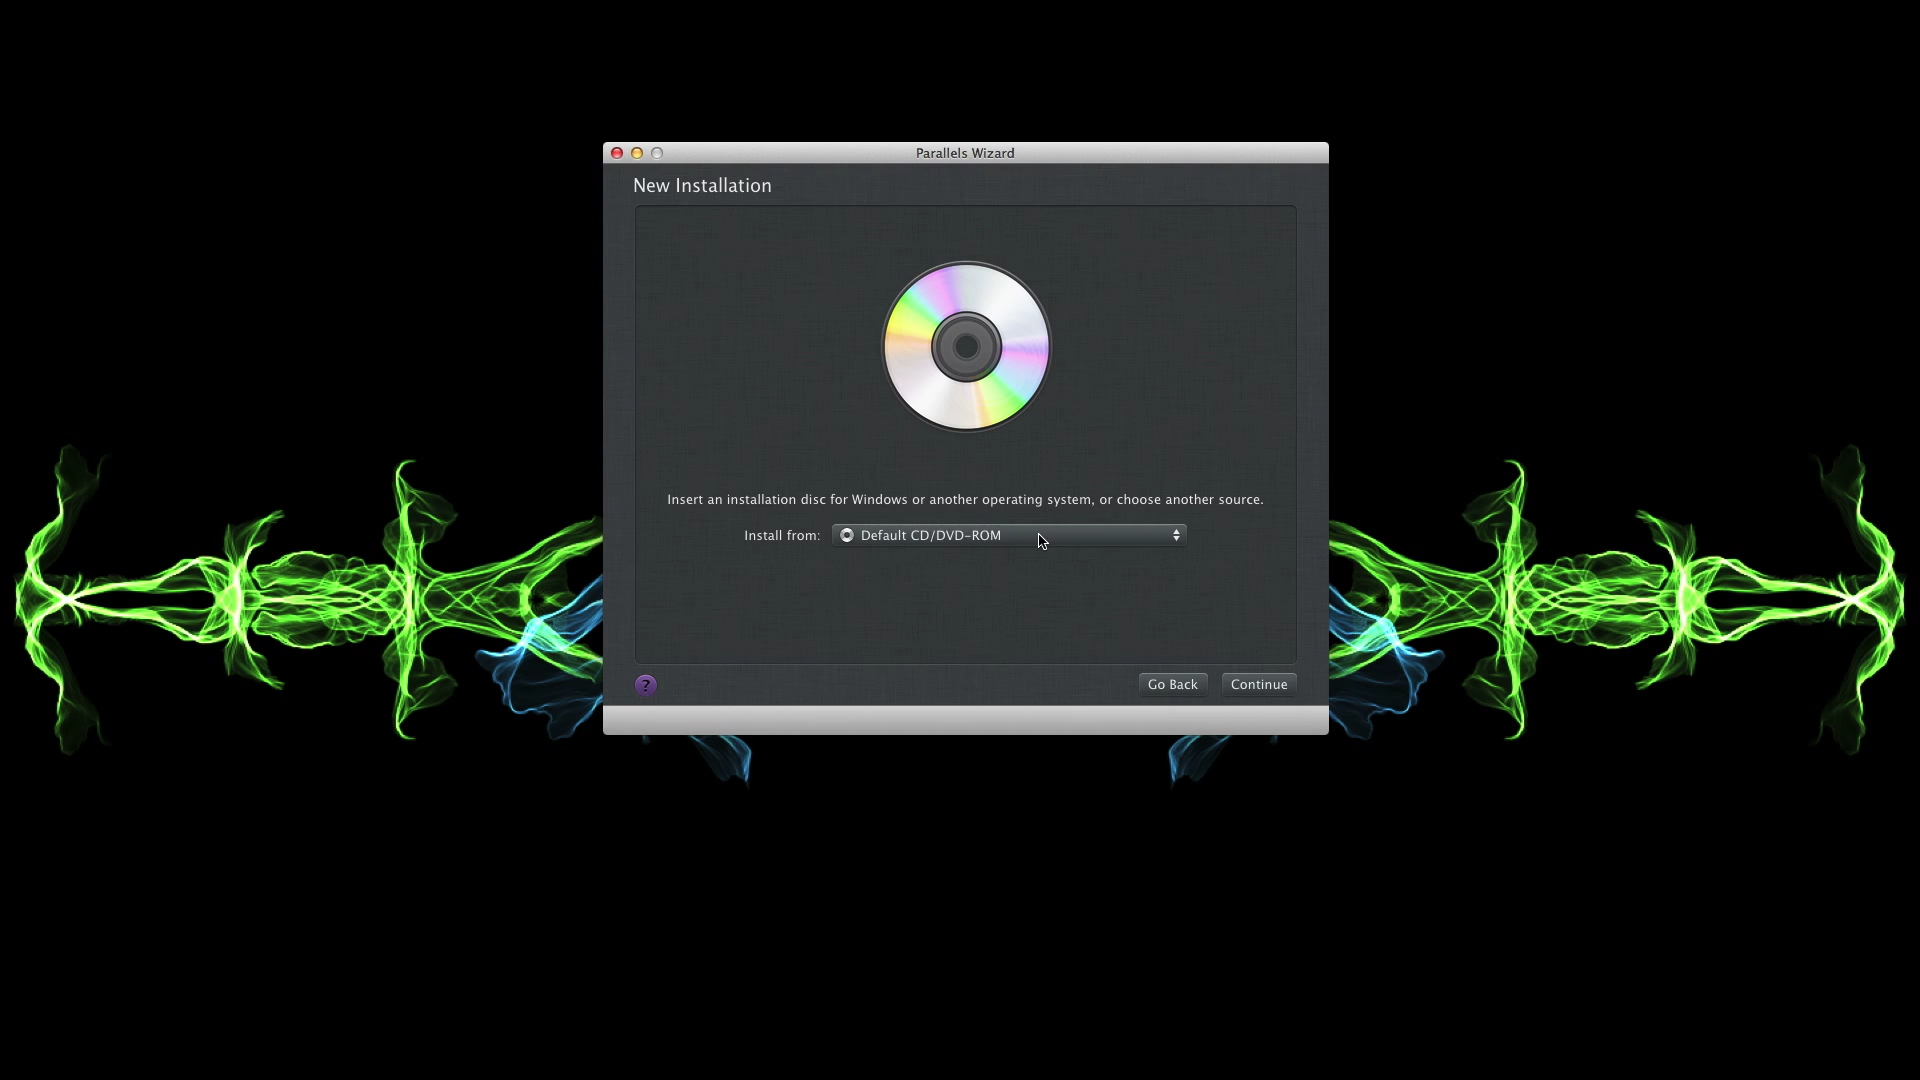 Parallels Wizard
New Installation
Insert an installation disc for Windows or another operating system, or choose another source.
Install from: Default CD/DVD-ROM
? Go Back Continue